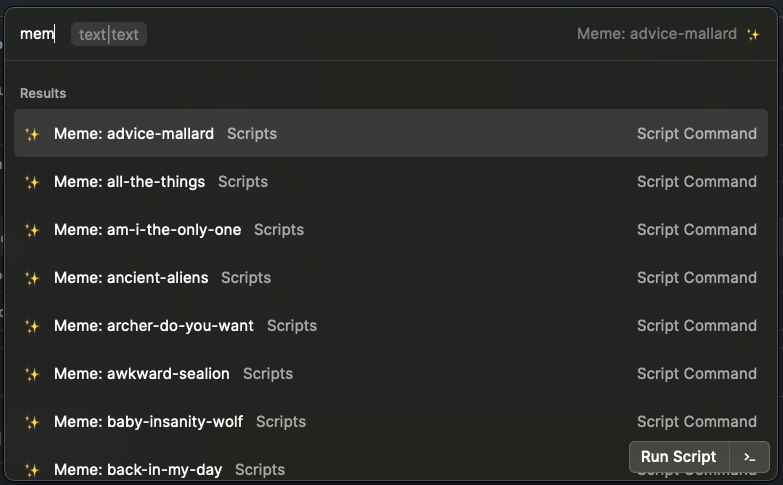 mem text|text Meme: advice-mallard
Results
Meme: advice-mallard Scripts Script Command
Meme: all-the-things Scripts Script Command
Meme: am-i-the-only-one Scripts Script Command
Meme: ancient-aliens Scripts Script Command
Meme: archer-do-you-want Scripts Script Command
Meme: awkward-sealion Scripts Script Command
Meme: baby-insanity-wolf Scripts Script Command
Meme: back-in-my-day Scripts
Run Script >_